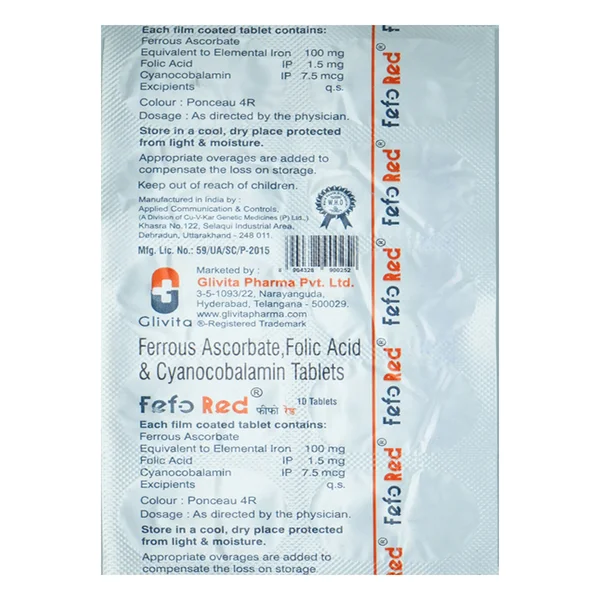 Each film coated tablet contains:
Ferrous Ascorbate
Equivalent to Elemental Iron 100 mg
Folic Acid IP 1.5 mg
Cyanocobalamin IP 7.5 mcg
Excipients q.s.
Colour : Ponceau 4R
Dosage : As directed by the physician.
Store in a cool, dry place protected
from light & moisture.
Appropriate overages are added to
compensate the loss on storage.
Keep out of reach of children.
Manufactured in India by :
Applied Communication & Controls,
(A Division of Cu-V-Kar Genetic Medicines (P) Ltd.,)
Khasra No.122, Selaqui Industrial Area,
Dehradun, Uttarakhand - 248 011.
Mfg. Lic. No.: 59/UA/SC/P-2015
W.H.O
Marketed by :
Glivita Pharma Pvt. Ltd.
3-5-1093/22, Narayanguda,
Hyderabad, Telangana - 500029.
www.glivitapharma.com
®-Registered Trademark
Glivita
Ferrous Ascorbate,Folic Acid
& Cyanocobalamin Tablets
Fefo Red® फीफो रेड 10 Tablets
Each film coated tablet contains:
Ferrous Ascorbate
Equivalent to Elemental Iron 100 mg
Folic Acid IP 1.5 mg
Cyanocobalamin IP 7.5 mcg
Excipients q.s.
Colour : Ponceau 4R
Dosage : As directed by the physician.
Store in a cool, dry place protected
from light & moisture.
Appropriate overages are added to
compensate the loss on storage.
Fefo Red®
Fefo Red®
Fefo Red®
Fefo Red®
Fefo Red